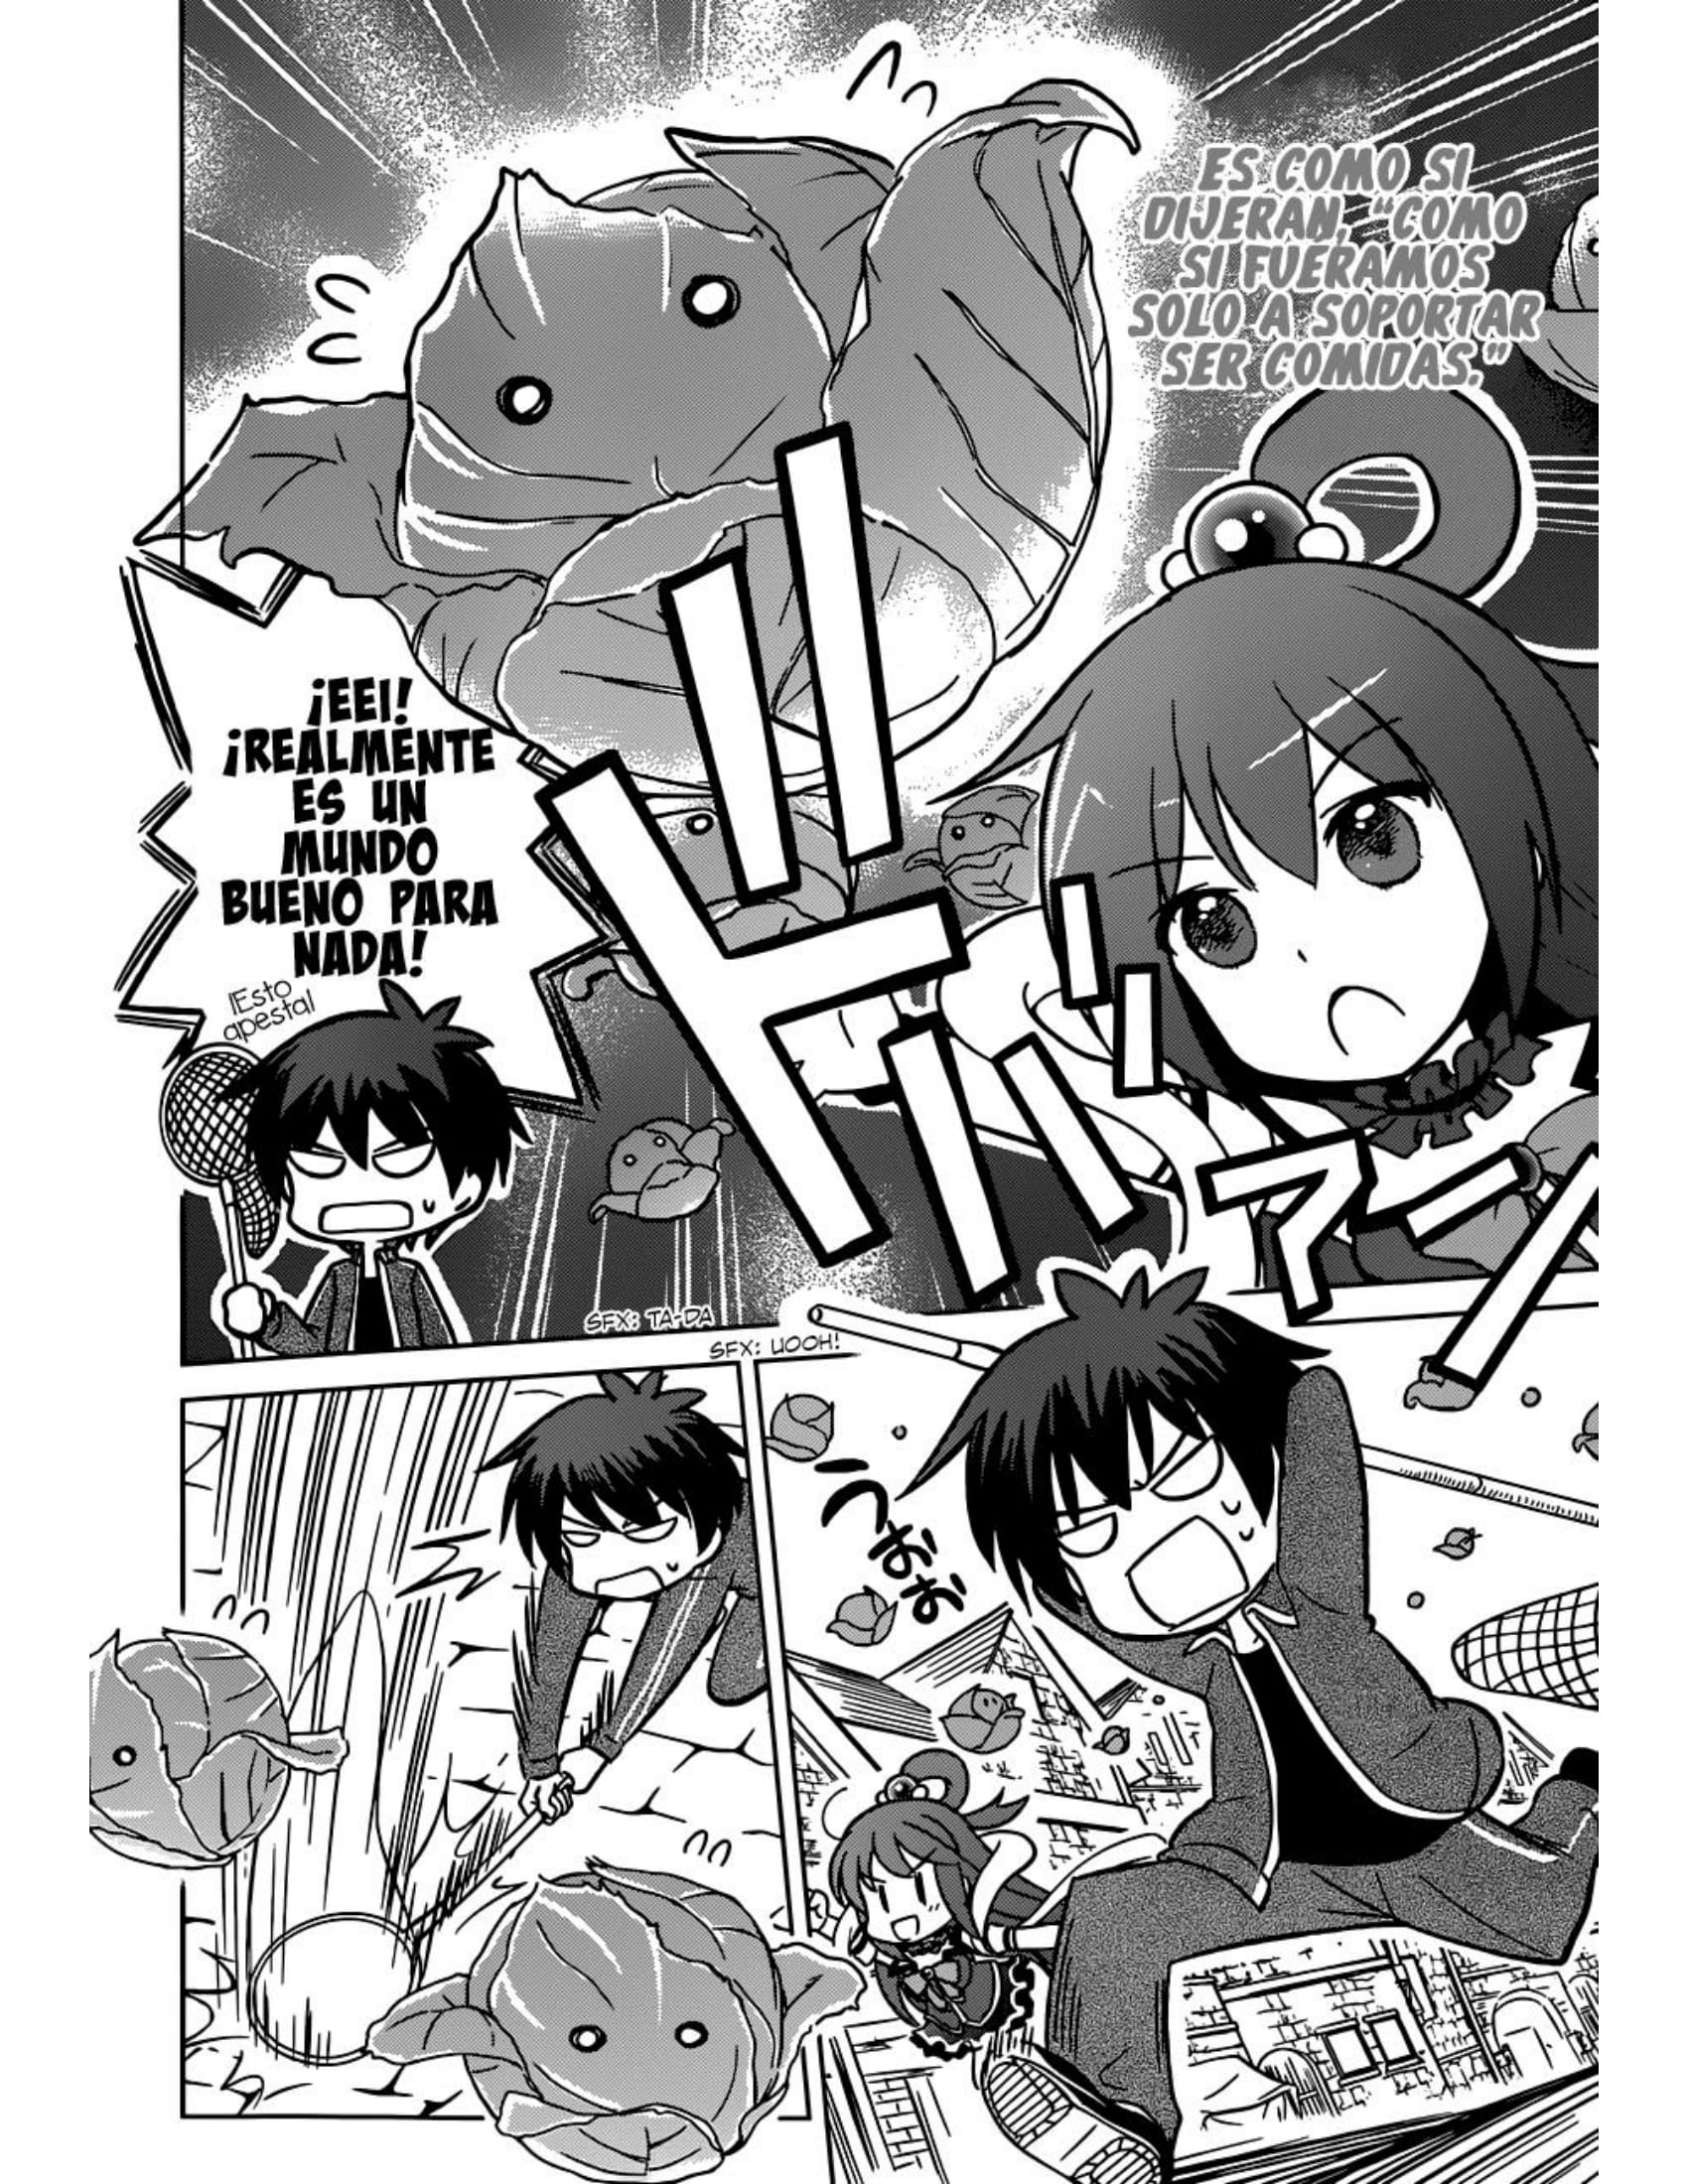 ES COMO SI
DIJERAN, “COMO
SI FUERAMOS
SOLO A SOPORTAR
SER COMIDAS.”
¡EEI!
¡REALMENTE
ES UN
MUNDO
BUENO PARA
NADA!
¡Esto
apesta!
ドドバァーン
SFX: TA-DA
SFX: UOOH!
うおお